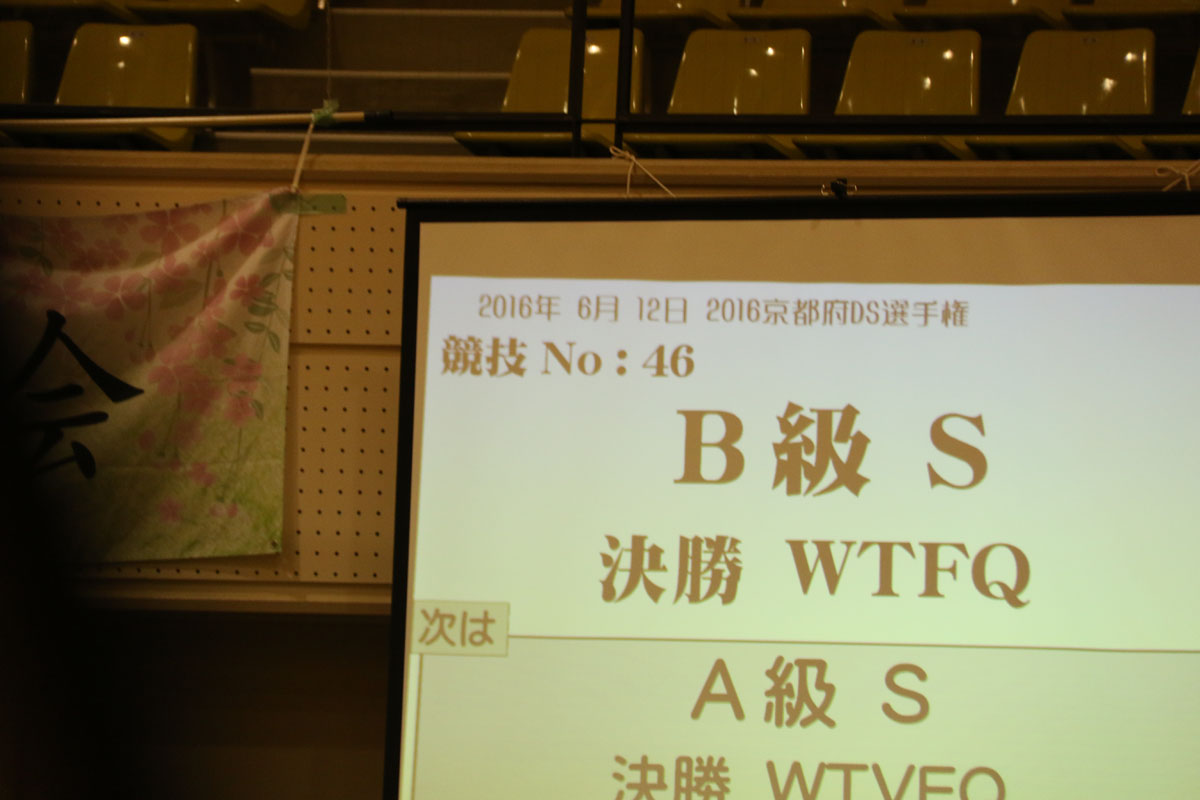 会
2016年 6月 12日 2016京都府DS選手権
競技 No : 46
B級 S
決勝 WTFQ
次は
A級 S
決勝 WTVFQ